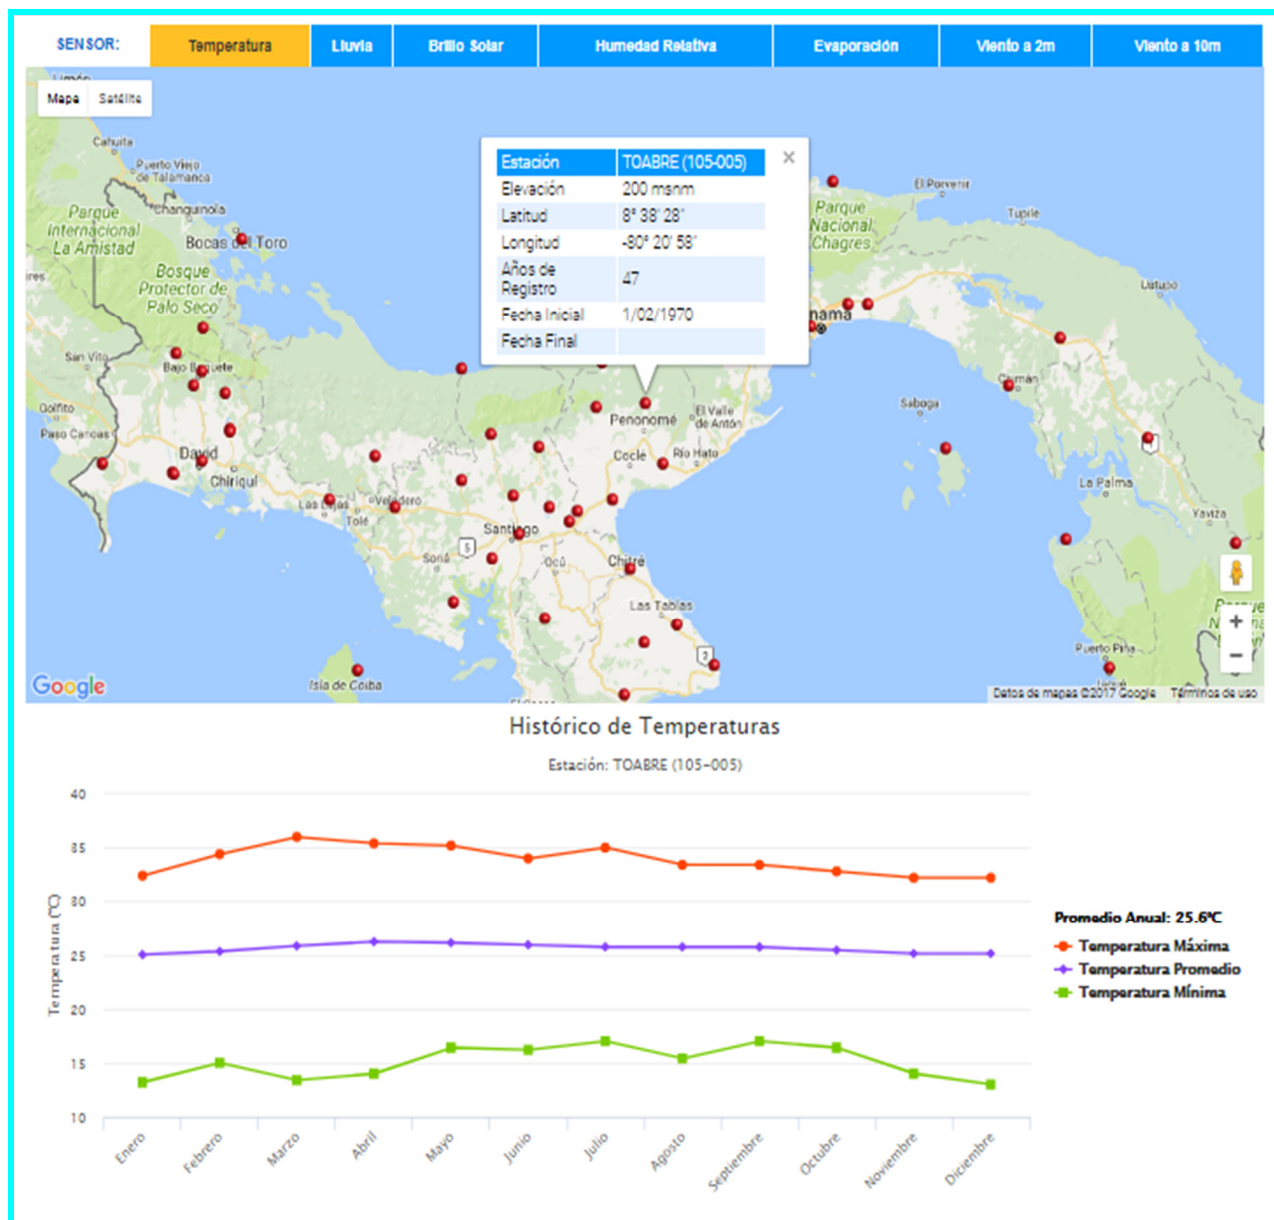 SENSOR: Temperatura Lluvia Brillo Solar Humedad Relativa Evaporación Viento a 2m Viento a 10m
Limón
Mapa Satélite
Cahuita
Puerto Viejo
de Talamanca
Changuinola
Parque
Internacional
La Amistad
Bocas del Toro
Bosque
Protector de
Palo Seco
San Vito
Bajo Boquete
Golfito
Paso Canoas
David
Chiriquí
Las Lajas
Tolé
Veladero
Santiago
5
Soná
Ocú
Chitré
Las Tablas
2
Isla de Coiba
Penonomé
El Valle
de Antón
Coclé
Río Hato
Estación TOABRE (105-005)
Elevación 200 msnm
Latitud 8° 38' 28"
Longitud -80° 20' 58"
Años de
Registro 47
Fecha Inicial 1/02/1970
Fecha Final
Parque
Nacional
Chagres
El Porvenir
Tupile
Ustupo
namá
Saboga
Chimán
La Palma
Yaviza
Puerto Piña
Jaqué
Google
Datos de mapas ©2017 Google Términos de uso
Histórico de Temperaturas
Estación: TOABRE (105-005)
Temperatura (°C)
40
35
30
25
20
15
10
Enero Febrero Marzo Abril Mayo Junio Julio Agosto Septiembre Octubre Noviembre Diciembre
Promedio Anual: 25.6°C
Temperatura Máxima
Temperatura Promedio
Temperatura Mínima